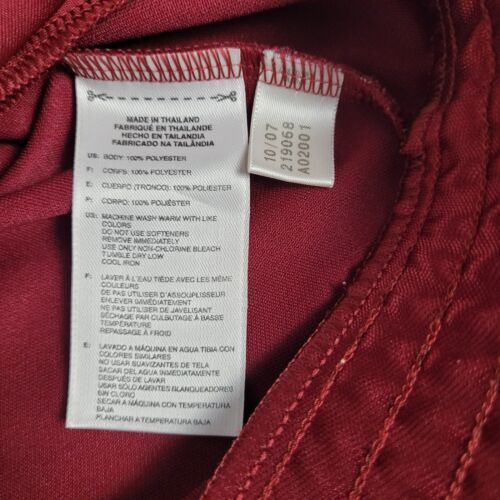 MADE IN THAILAND
FABRIQUÉ EN THAILANDE
HECHO EN TAILANDIA
FABRICADO NA TAILÂNDIA
US: BODY: 100% POLYESTER
F: CORPS: 100% POLYESTER
E: CUERPO (TRONCO): 100% POLIÉSTER
P: CORPO: 100% POLIÉSTER
US: MACHINE WASH WARM WITH LIKE
COLORS
DO NOT USE SOFTENERS
REMOVE IMMEDIATELY
USE ONLY NON-CHLORINE BLEACH
TUMBLE DRY LOW
COOL IRON
F: LAVER À L'EAU TIÈDE AVEC LES MÊME
COULEURS
DE PAS UTILISER D'ASSOUPLISSEUR
ENLEVER IMMÉDIATEMENT
NE PAS UTILISER DE JAVELISANT
SÉCHAGE PAR CULBUTAGE À BASSE
TEMPÉRATURE
REPASSAGE À FROID
E: LAVADO A MÁQUINA EN AGUA TIBIA CON
COLORES SIMILARES
NO USAR SUAVIZANTES DE TELA
SACAR DEL AGUA IMMEDIATAMENTE
DESPUÉS DE LAVAR
USAR SÓLO AGENTES BLANQUEADORES
SIN CLORO
SECAR A MÁQUINA CON TEMPERATURA
BAJA
PLANCHAR A TEMPERATURA BAJA
10/07
219068
A02001